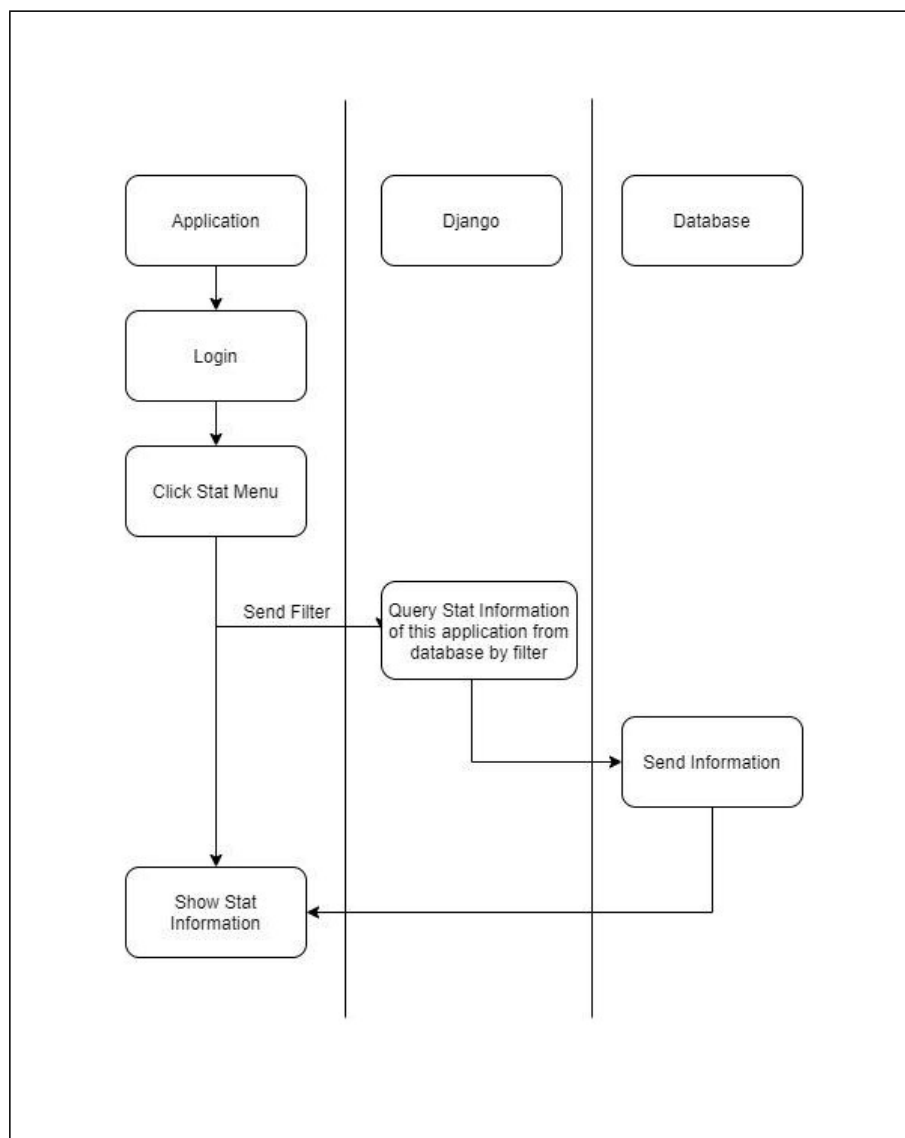 Application
Django
Database
Login
Click Stat Menu
Send Filter
Query Stat Information
of this application from
database by filter
Send Information
Show Stat
Information